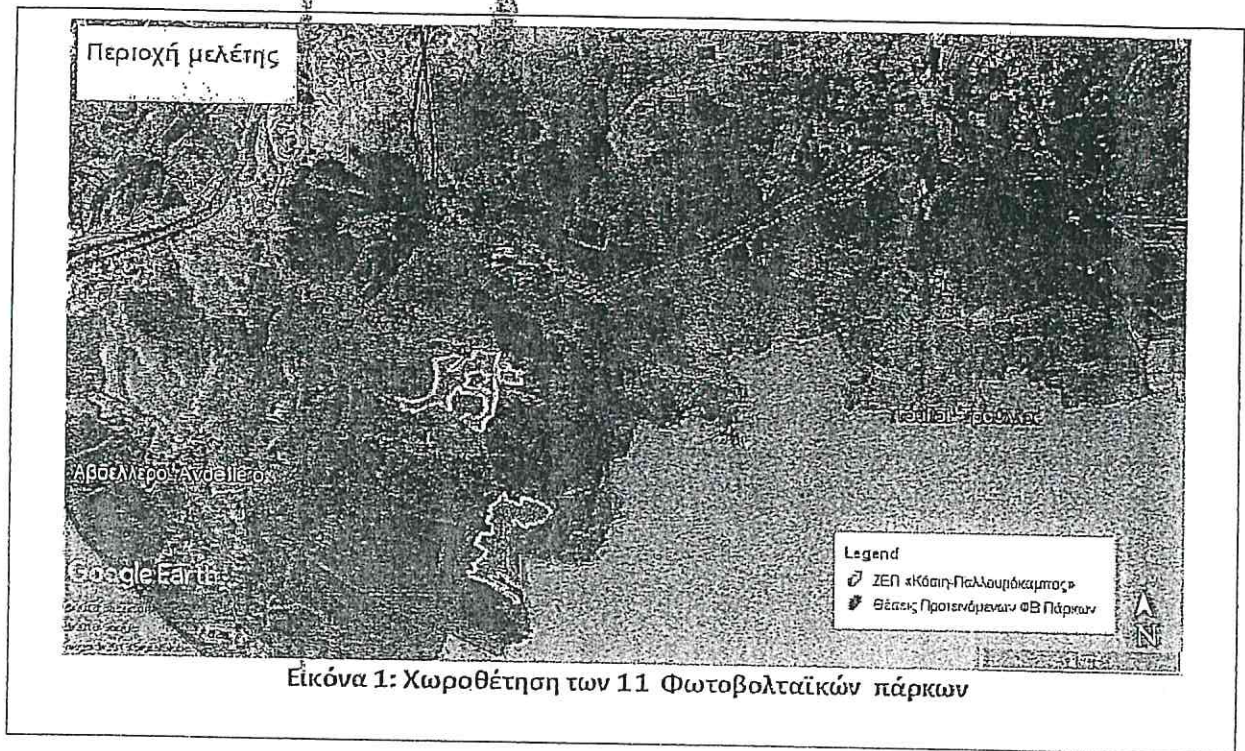 Περιοχή μελέτης
Αβδελλερό/Avdellero
Google Earth
Legend
ΖΕΠ «Κόσιη-Παλλουρόκαμπος»
Θέσεις Προτεινόμενων ΦΒ Πάρκων
N
Εικόνα 1: Χωροθέτηση των 11 Φωτοβολταϊκών πάρκων